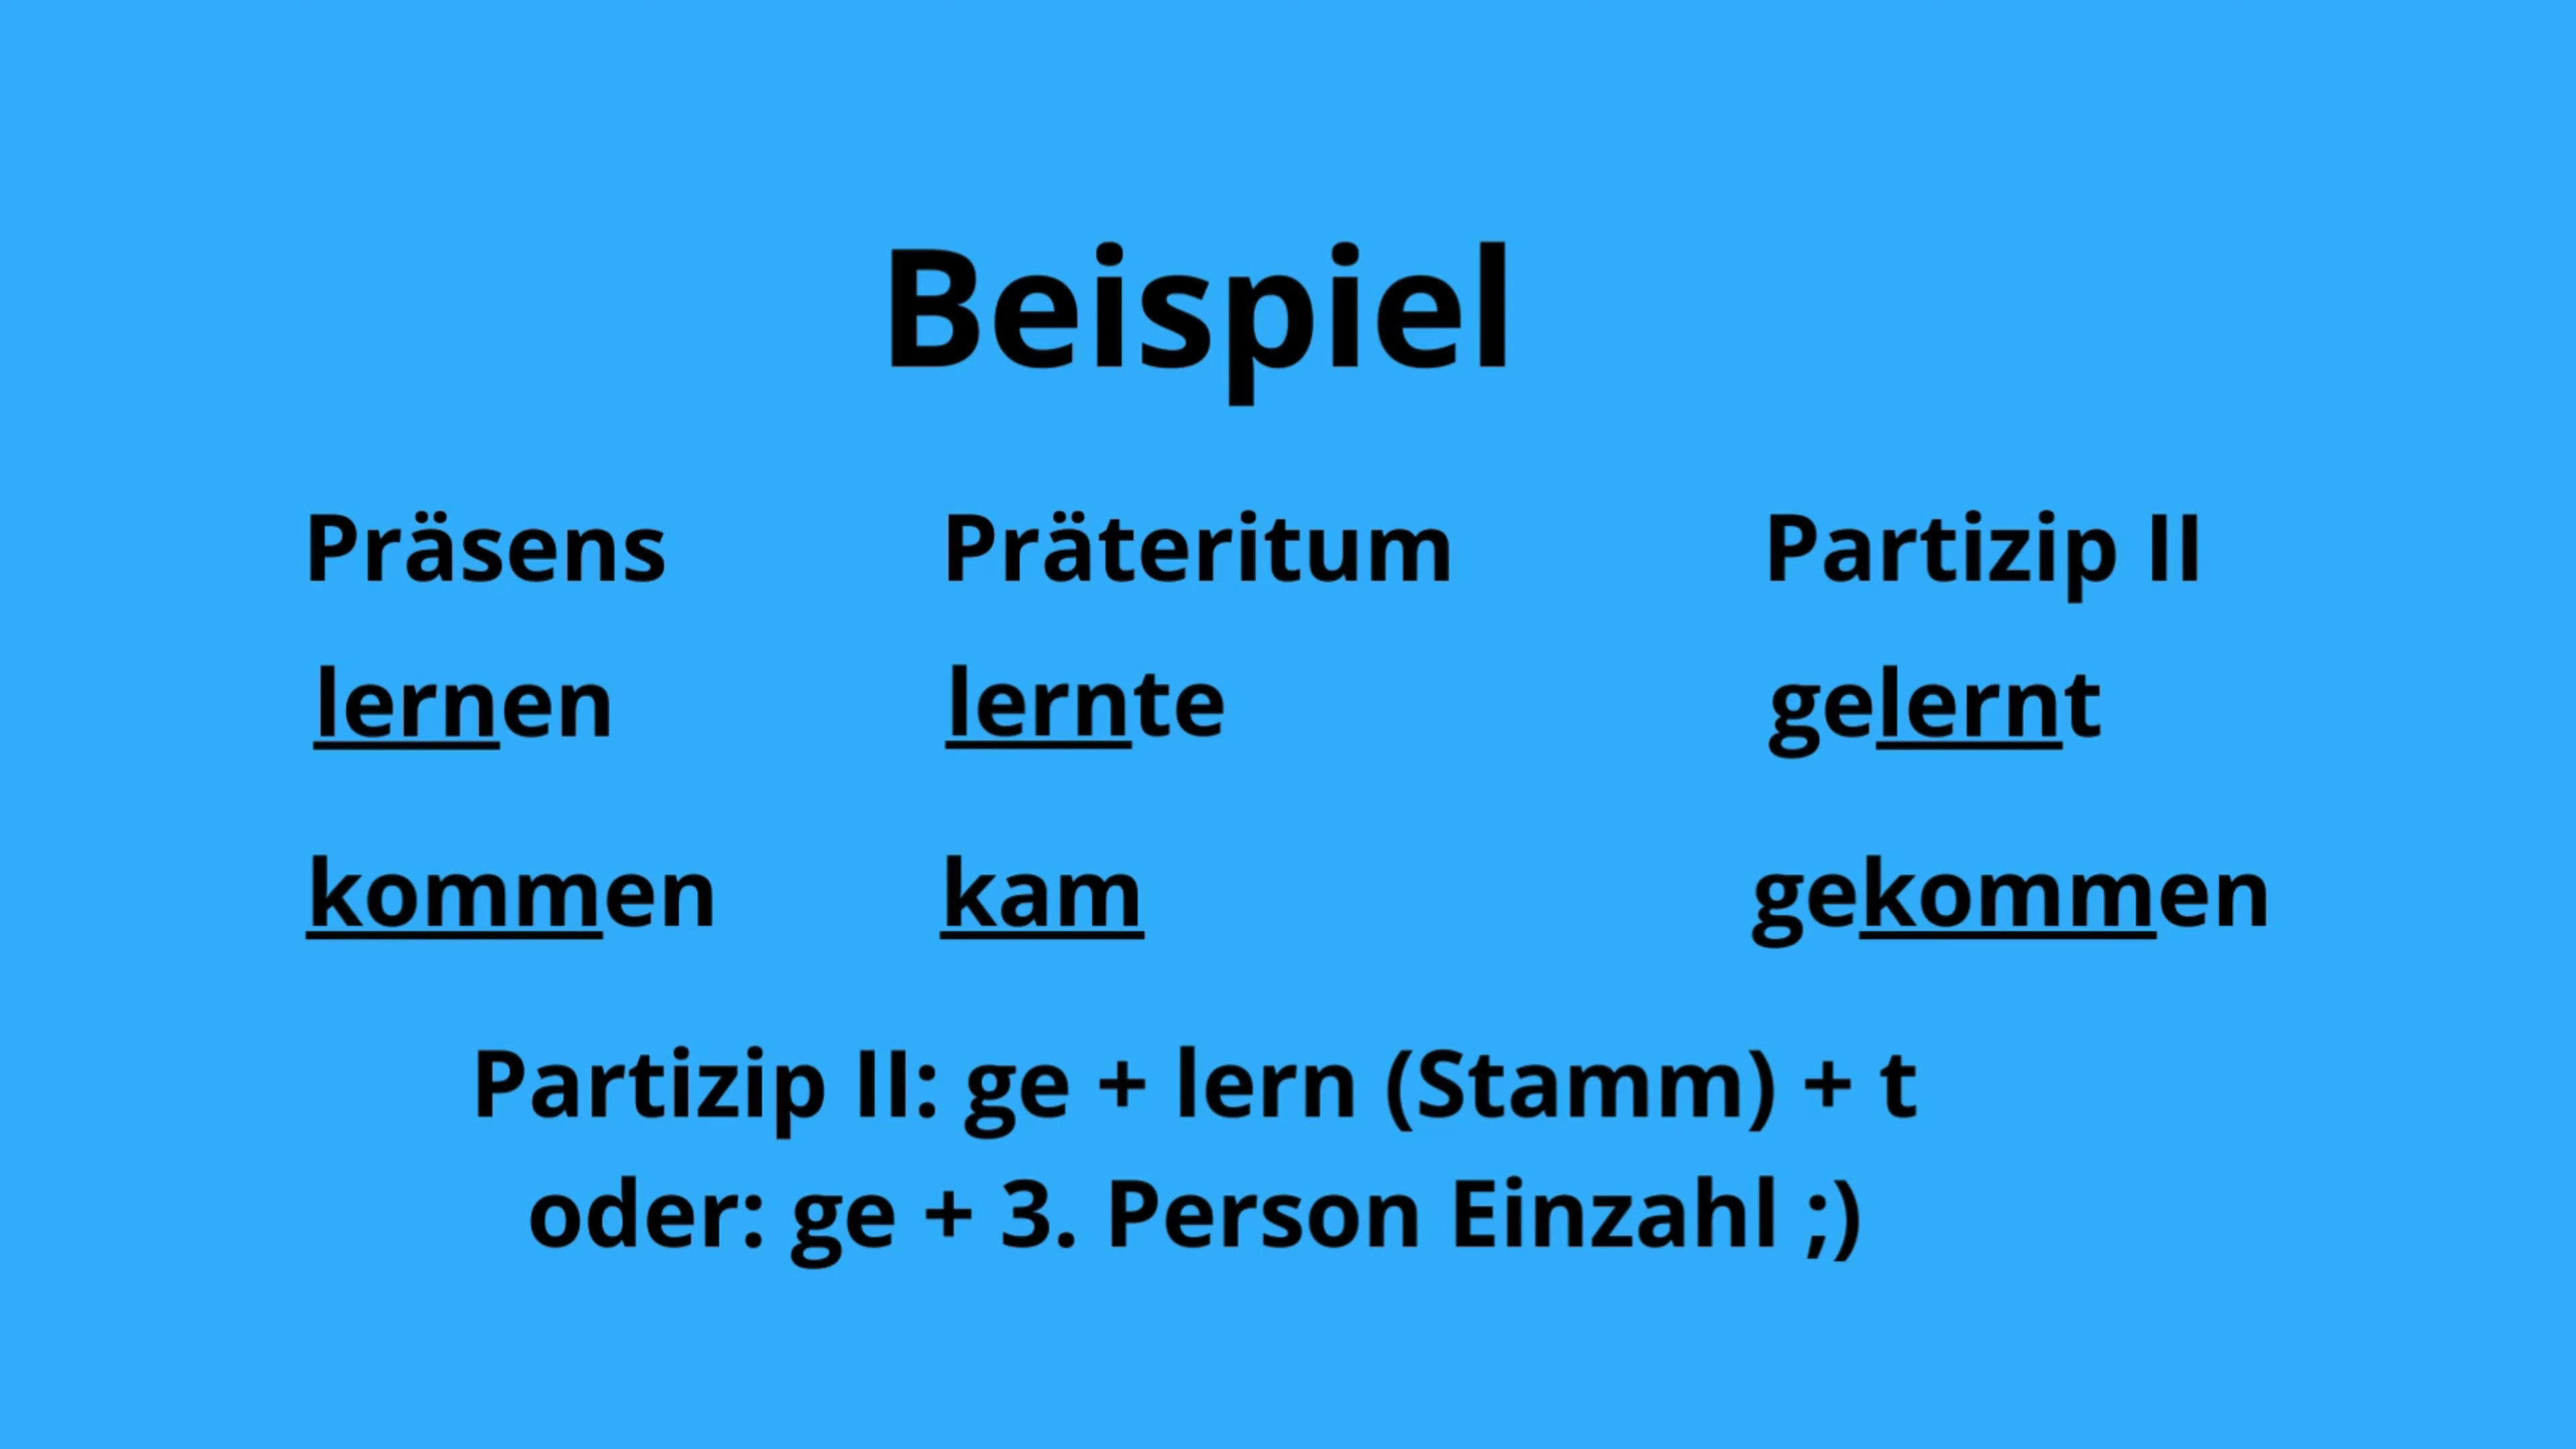 Beispiel
Präsens Präteritum Partizip II
lernen lernte gelernt
kommen kam gekommen
Partizip II: ge + lern (Stamm) + t
oder: ge + 3. Person Einzahl ;)